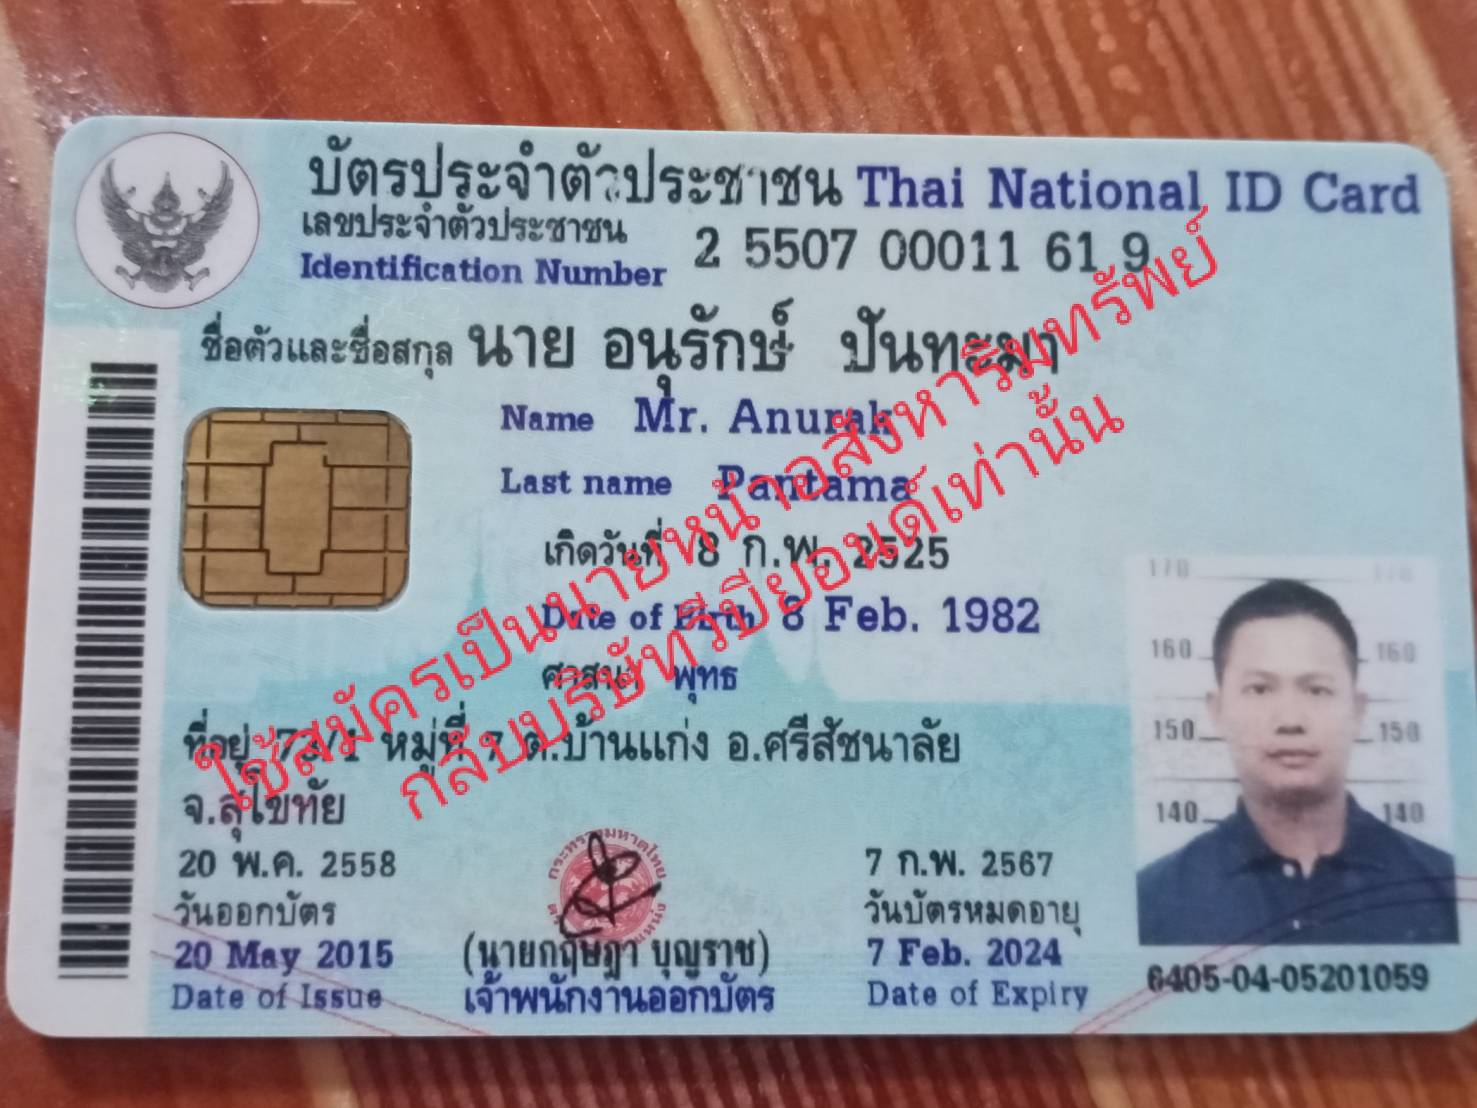 บัตรประจำตัวประชาชน Thai National ID Card
เลขประจำตัวประชาชน
Identification Number 2 5507 00011 61 9
ชื่อตัวและชื่อสกุล นาย อนุรักษ์ ปันทะมา
Name Mr. Anurak
Last name Pantama
เกิดวันที่ 8 ก.พ. 2525
Date of Birth 8 Feb. 1982
ศาสนา พุทธ
ที่อยู่ หมู่ที่ 7 ต.บ้านแก่ง อ.ศรีสัชนาลัย
จ.สุโขทัย
20 พ.ค. 2558
วันออกบัตร
20 May 2015
Date of Issue
(นายกฤษฎา บุญราช)
เจ้าพนักงานออกบัตร
7 ก.พ. 2567
วันบัตรหมดอายุ
7 Feb. 2024
Date of Expiry
170 170
160 160
150 150
140 140
6405-04-05201059
ใช้สมัครเป็นนายหน้าอสังหาริมทรัพย์
กลับบริษัททวีบียอนด์เท่านั้น